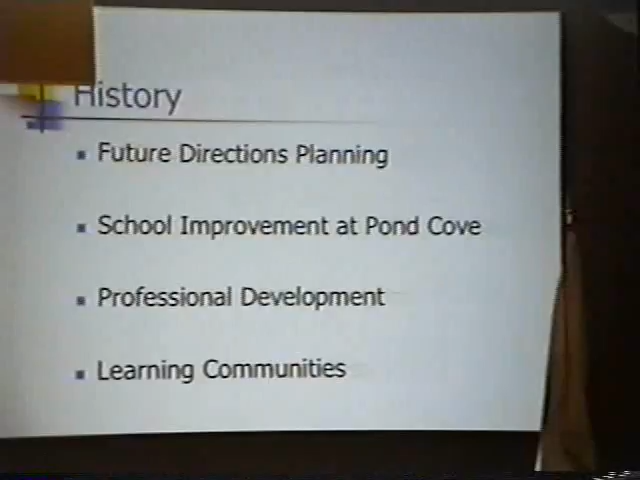 History
Future Directions Planning
School Improvement at Pond Cove
Professional Development
Learning Communities